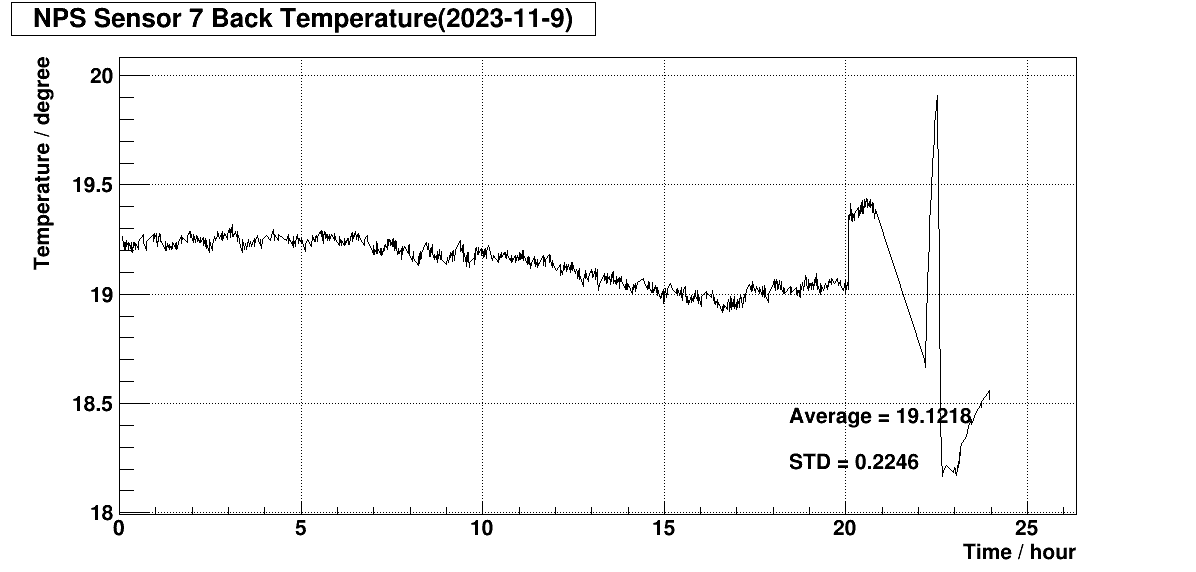 NPS Sensor 7 Back Temperature(2023-11-9)
Temperature / degree
20
19.5
19
18.5
18
Average = 19.1218
STD = 0.2246
0 5 10 15 20 25
Time / hour